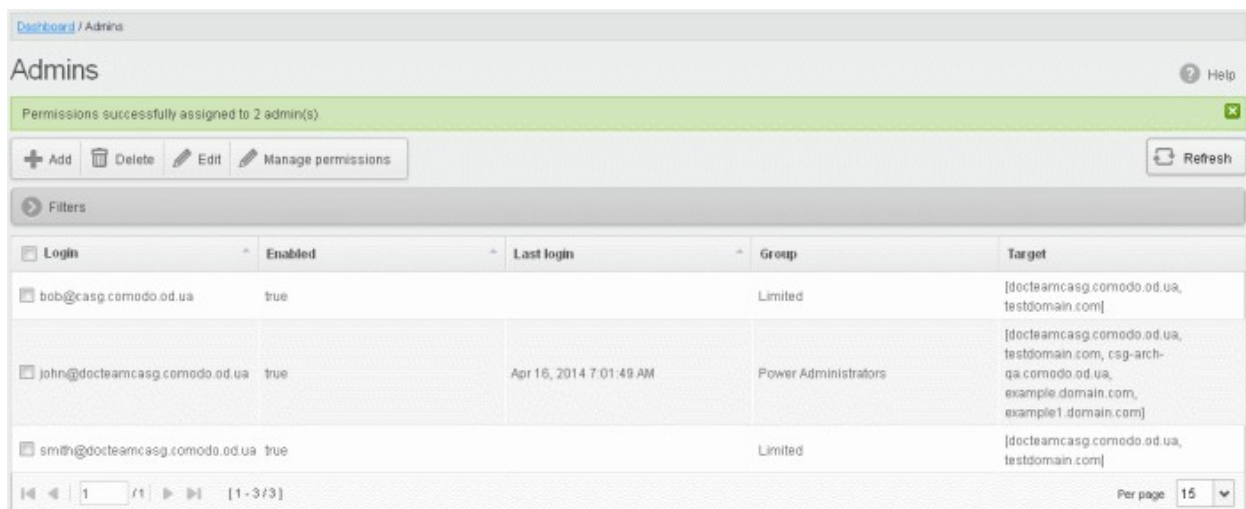 Dashboard / Admins
Admins
Help
Permissions successfully assigned to 2 admin(s)
Add Delete Edit Manage permissions
Refresh
Filters
Login Enabled Last login Group Target
bob@casg.comodo.od.ua true Limited [docteamcasg.comodo.od.ua,
testdomain.com]
john@docteamcasg.comodo.od.ua true Apr 16, 2014 7:01:49 AM Power Administrators [docteamcasg.comodo.od.ua,
testdomain.com, csg-arch-
qa.comodo.od.ua,
example.domain.com,
example1.domain.com]
smith@docteamcasg.comodo.od.ua true Limited [docteamcasg.comodo.od.ua,
testdomain.com]
1 /1 [1-3/3] Per page 15